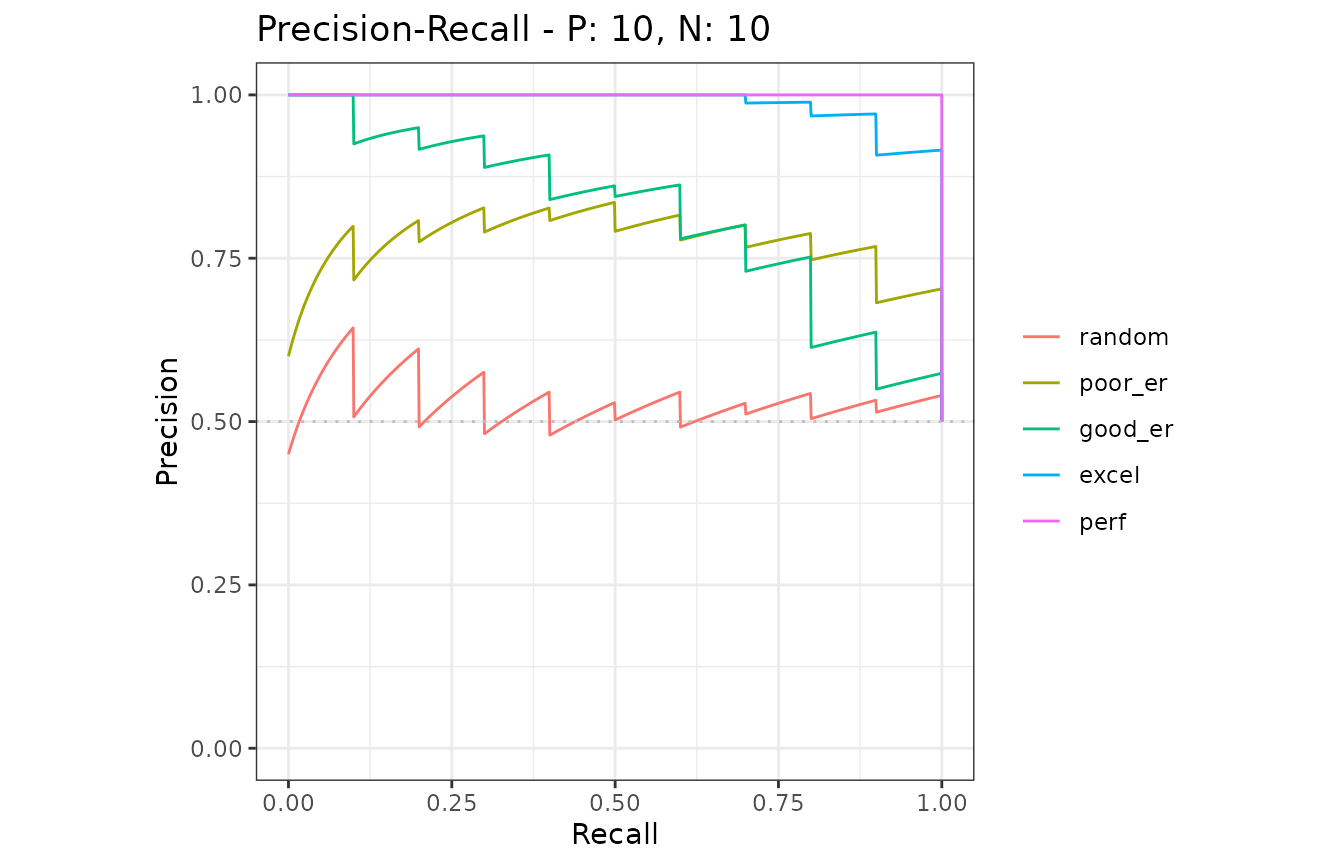 Precision-Recall - P: 10, N: 10
1.00
0.75
0.50
0.25
0.00
Precision
0.00 0.25 0.50 0.75 1.00
Recall
random
poor_er
good_er
excel
perf